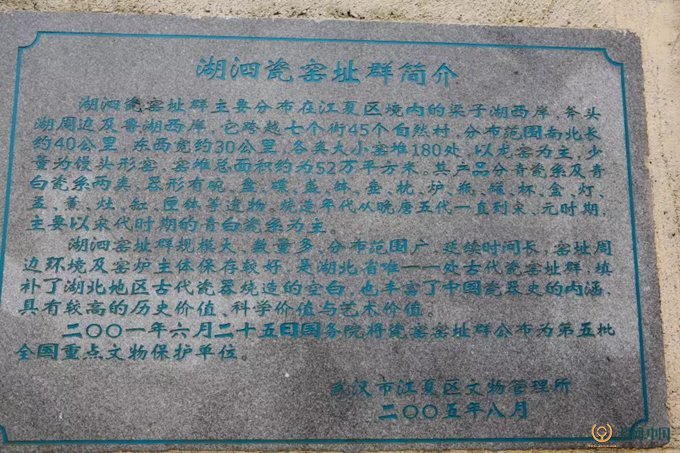 湖泗瓷窑址群简介
湖泗瓷窑址群主要分布在江夏区境内的梁子湖西岸，斧头
湖周边及鲁湖西岸，它跨越七个街45个自然村，分布范围南北长
约40公里，东西宽约30公里，各类大小窑堆180处，以龙窑为主，少
量为馒头形窑，窑堆总面积约为52万平方米。其产品分青瓷系及青
白瓷系两类，器形有碗、盘、碟、盏、钵、壶、枕、炉、瓶、罐、杯、盒、灯、
盂、薰、灶、缸、匣钵等遗物，烧造年代从晚唐五代一直到宋、元时期，
主要以宋代时期的青白瓷系为主。
湖泗窑址群规模大、数量多、分布范围广、延续时间长，窑址周
边环境及窑炉主体保存较好，是湖北省唯一一处古代瓷窑址群，填
补了湖北地区古代瓷器烧造的空白，也丰富了中国瓷器史的内涵，
具有较高的历史价值、科学价值与艺术价值。
二〇〇一年六月二十五日国务院将瓷窑窑址群公布为第五批
全国重点文物保护单位。
武汉市江夏区文物管理所
二〇〇五年八月